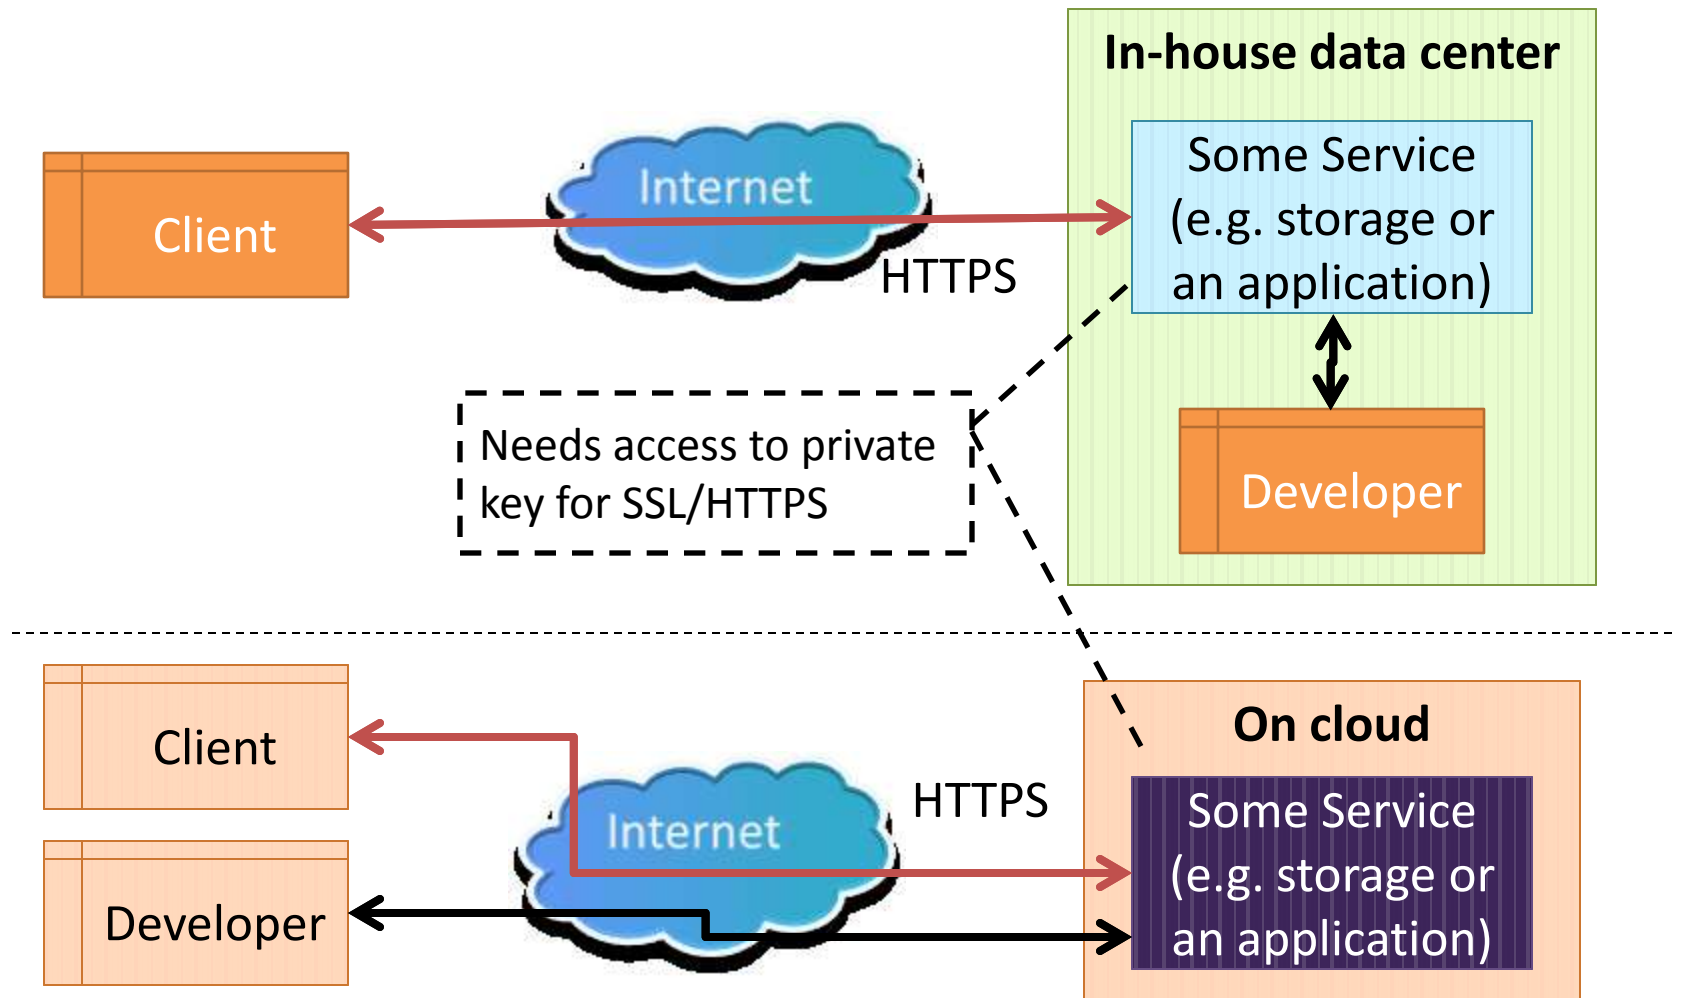 In-house data center
Some Service
(e.g. storage or
an application)
Internet
Client
HTTPS
Needs access to private
key for SSL/HTTPS
Developer
On cloud
Client
HTTPS
Some Service
(e.g. storage or
an application)
Internet
Developer